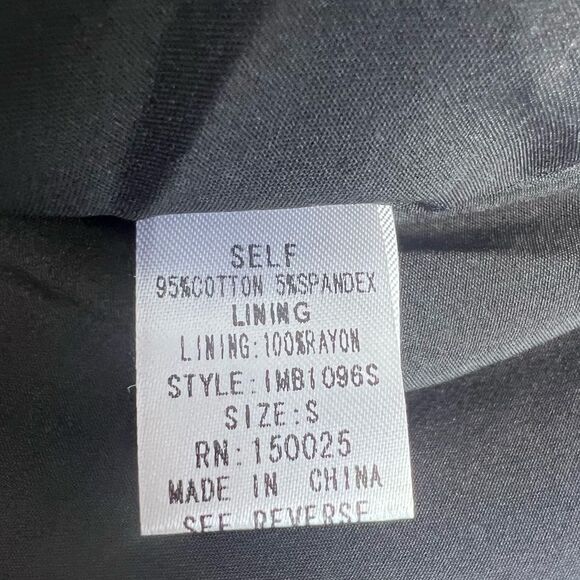 SELF
95%COTTON 5%SPANDEX
LINING
LINING:100%RAYON
STYLE:IMB1096S
SIZE:S
RN:150025
MADE IN CHINA
SEE REVERSE